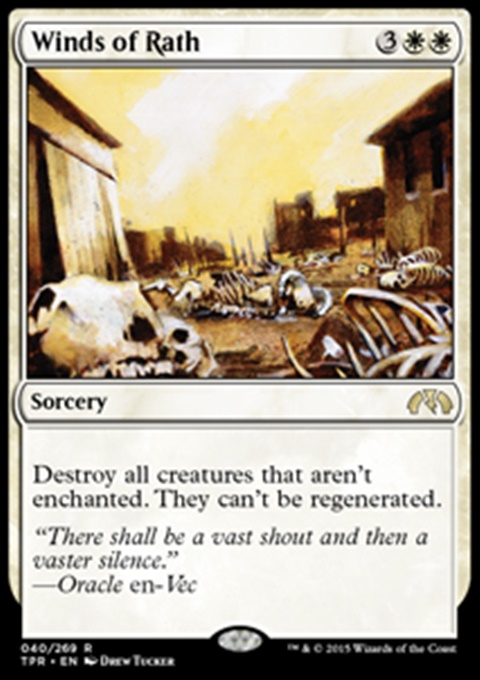 Winds of Rath 3
Sorcery
Destroy all creatures that aren't
enchanted. They can't be regenerated.
"There shall be a vast shout and then a
vaster silence."
—Oracle en-Vec
040/269 R
TPR • EN Drew Tucker
™ & © 2015 Wizards of the Coast